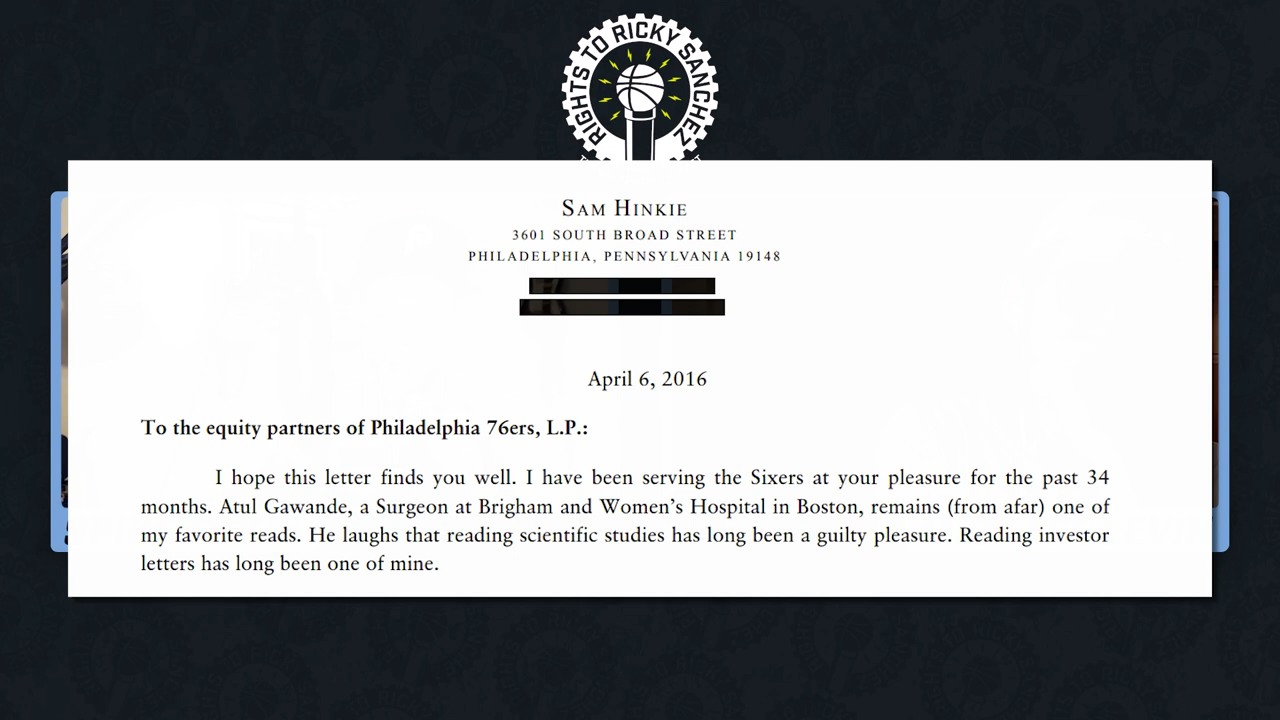 RIGHTS TO RICKY SANCHEZ
SAM HINKIE
3601 SOUTH BROAD STREET
PHILADELPHIA, PENNSYLVANIA 19148
April 6, 2016
To the equity partners of Philadelphia 76ers, L.P.:
I hope this letter finds you well. I have been serving the Sixers at your pleasure for the past 34
months. Atul Gawande, a Surgeon at Brigham and Women’s Hospital in Boston, remains (from afar) one of
my favorite reads. He laughs that reading scientific studies has long been a guilty pleasure. Reading investor
letters has long been one of mine.